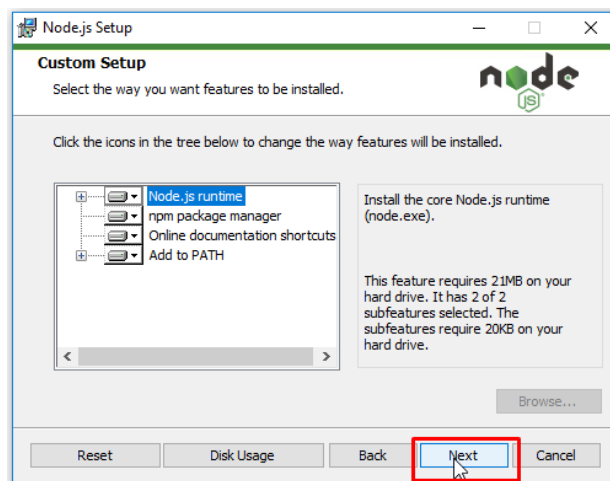 Node.js Setup
Custom Setup
Select the way you want features to be installed.
node
JS
Click the icons in the tree below to change the way features will be installed.
Node.js runtime
npm package manager
Online documentation shortcuts
Add to PATH
Install the core Node.js runtime
(node.exe).
This feature requires 21MB on your
hard drive. It has 2 of 2
subfeatures selected. The
subfeatures require 20KB on your
hard drive.
Browse...
Reset
Disk Usage
Back
Next
Cancel